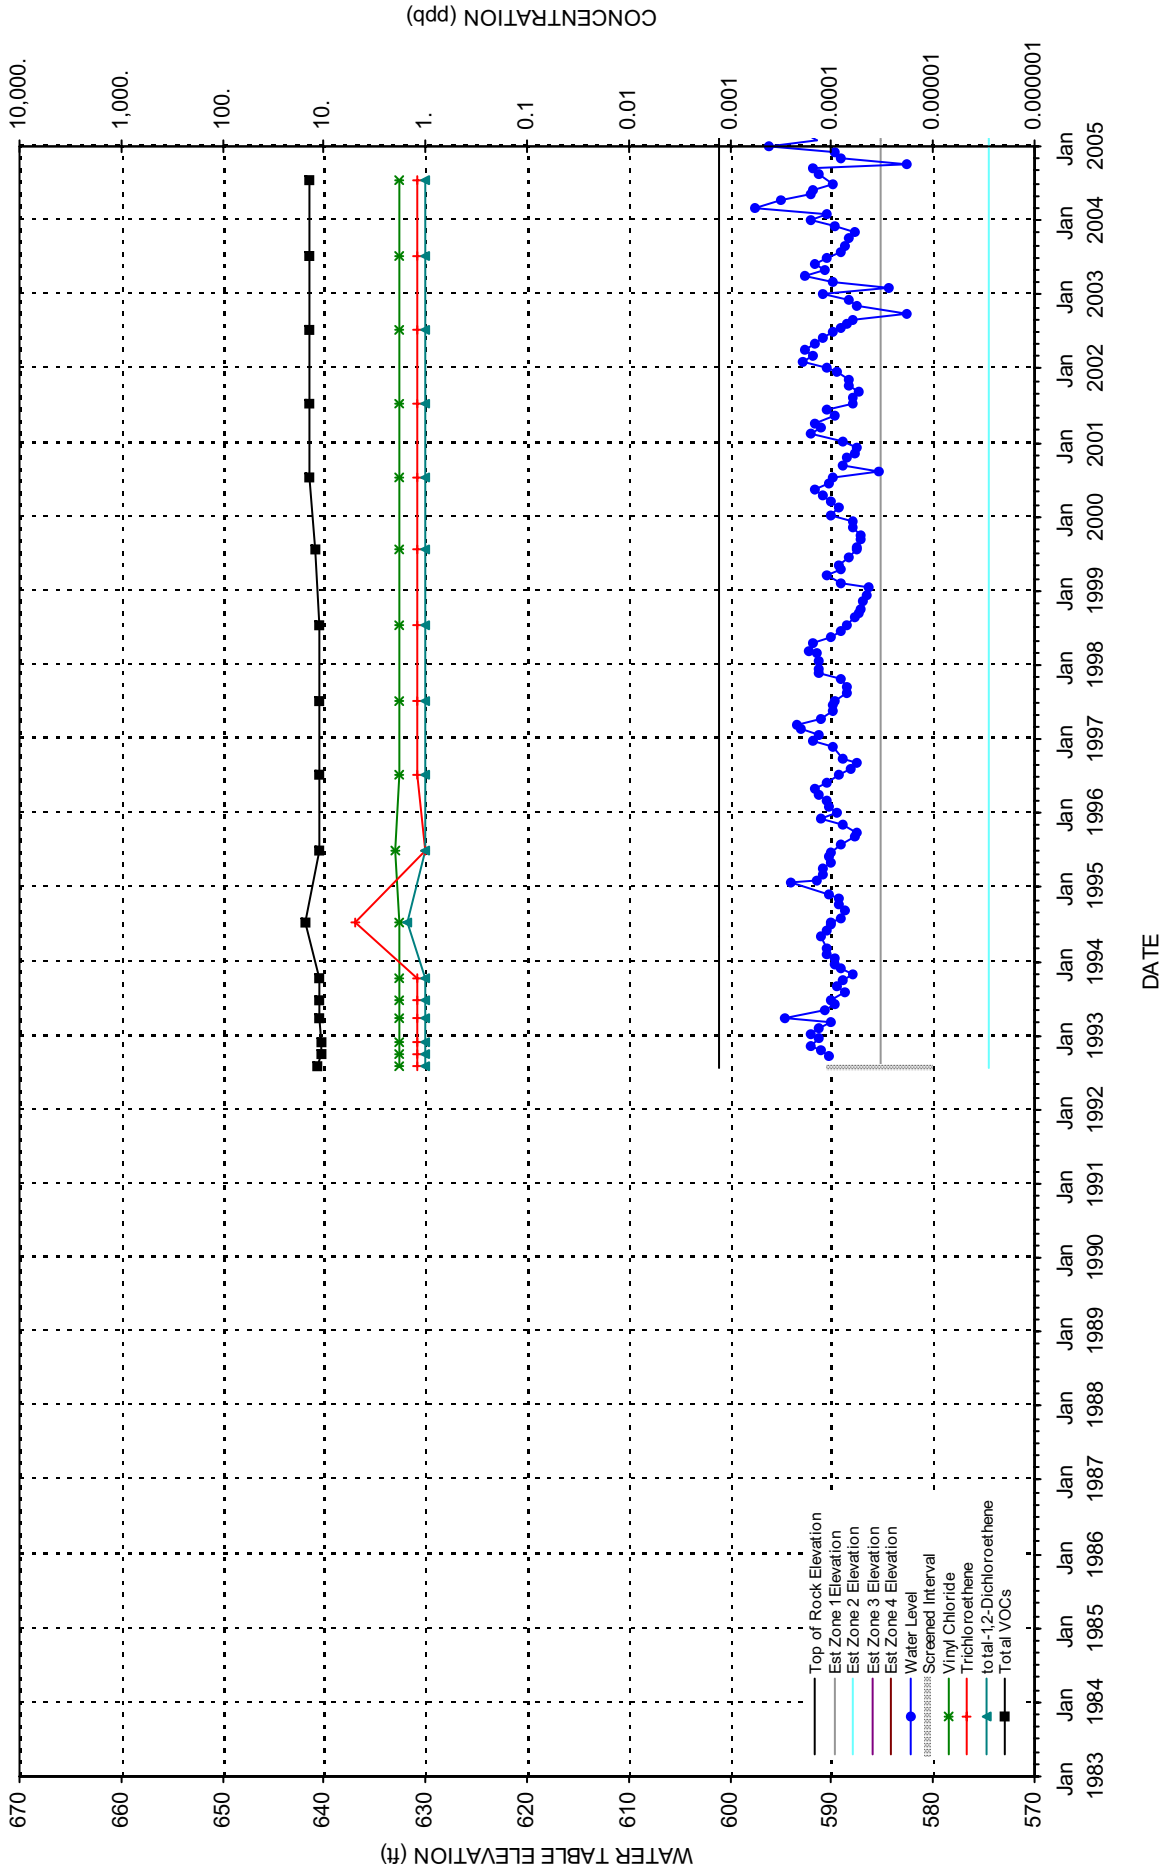 CONCENTRATION (ppb)
10,000.
1,000.
100.
10.
1.
0.1
0.01
0.001
0.0001
0.00001
0.000001
670
660
650
640
630
620
610
600
590
580
570
WATER TABLE ELEVATION (ft)
Jan 1983
Jan 1984
Jan 1985
Jan 1986
Jan 1987
Jan 1988
Jan 1989
Jan 1990
Jan 1991
Jan 1992
Jan 1993
Jan 1994
Jan 1995
Jan 1996
Jan 1997
Jan 1998
Jan 1999
Jan 2000
Jan 2001
Jan 2002
Jan 2003
Jan 2004
Jan 2005
DATE
Top of Rock Elevation
Est Zone 1 Elevation
Est Zone 2 Elevation
Est Zone 3 Elevation
Est Zone 4 Elevation
Water Level
Screened Interval
Vinyl Chloride
Trichloroethene
total-1,2-Dichloroethene
Total VOCs